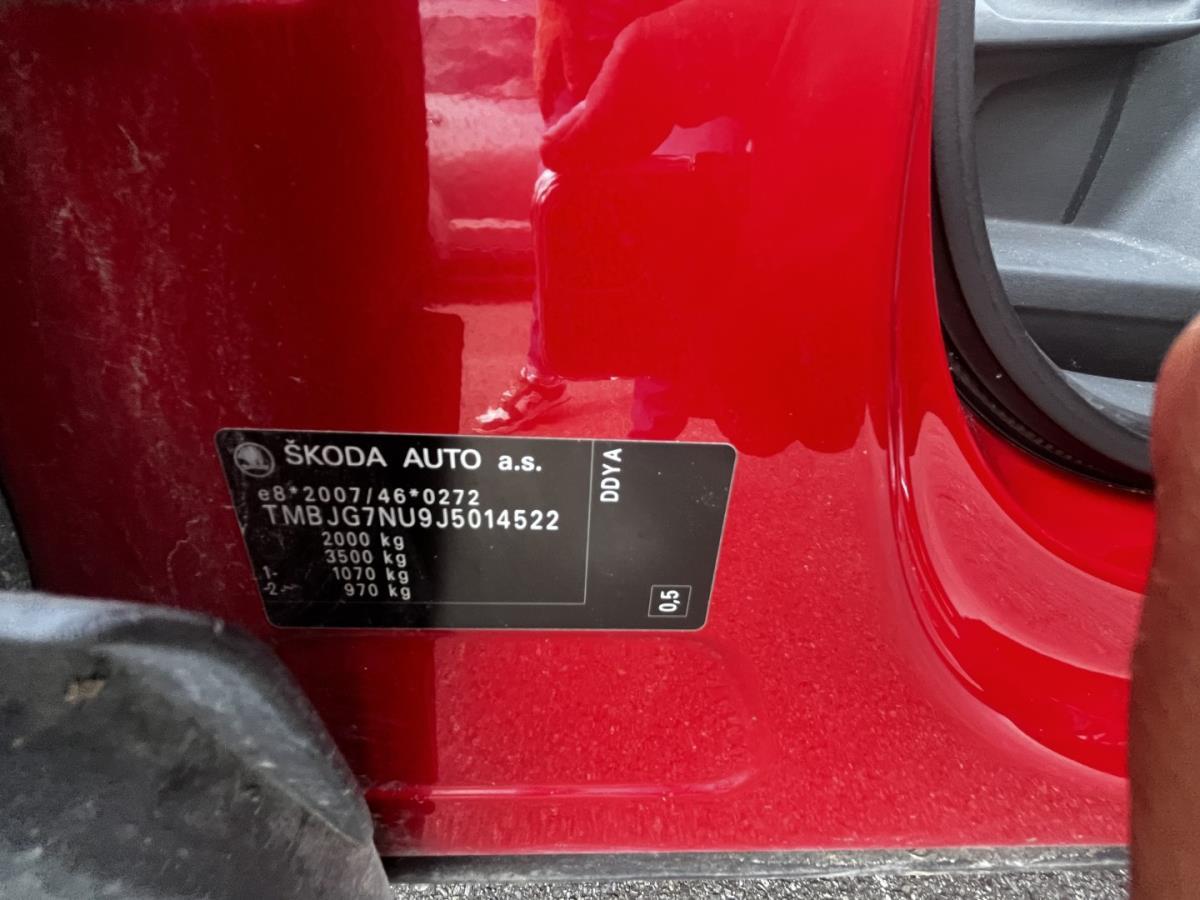 ŠKODA AUTO a.s.
e8*2007/46*0272
TMBJG7NU9J5014522
2000 kg
3500 kg
1- 1070 kg
2- 970 kg
DDYA
0,5